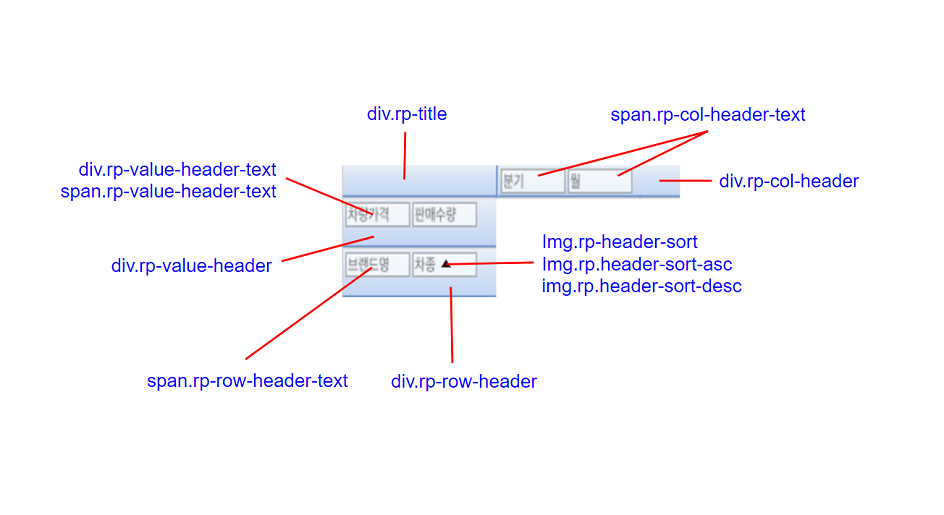 div.rp-title
span.rp-col-header-text
div.rp-value-header-text
span.rp-value-header-text
분기
월
div.rp-col-header
차량가격
판매수량
div.rp-value-header
Img.rp-header-sort
Img.rp.header-sort-asc
img.rp.header-sort-desc
브랜드명
차종 ▲
span.rp-row-header-text
div.rp-row-header